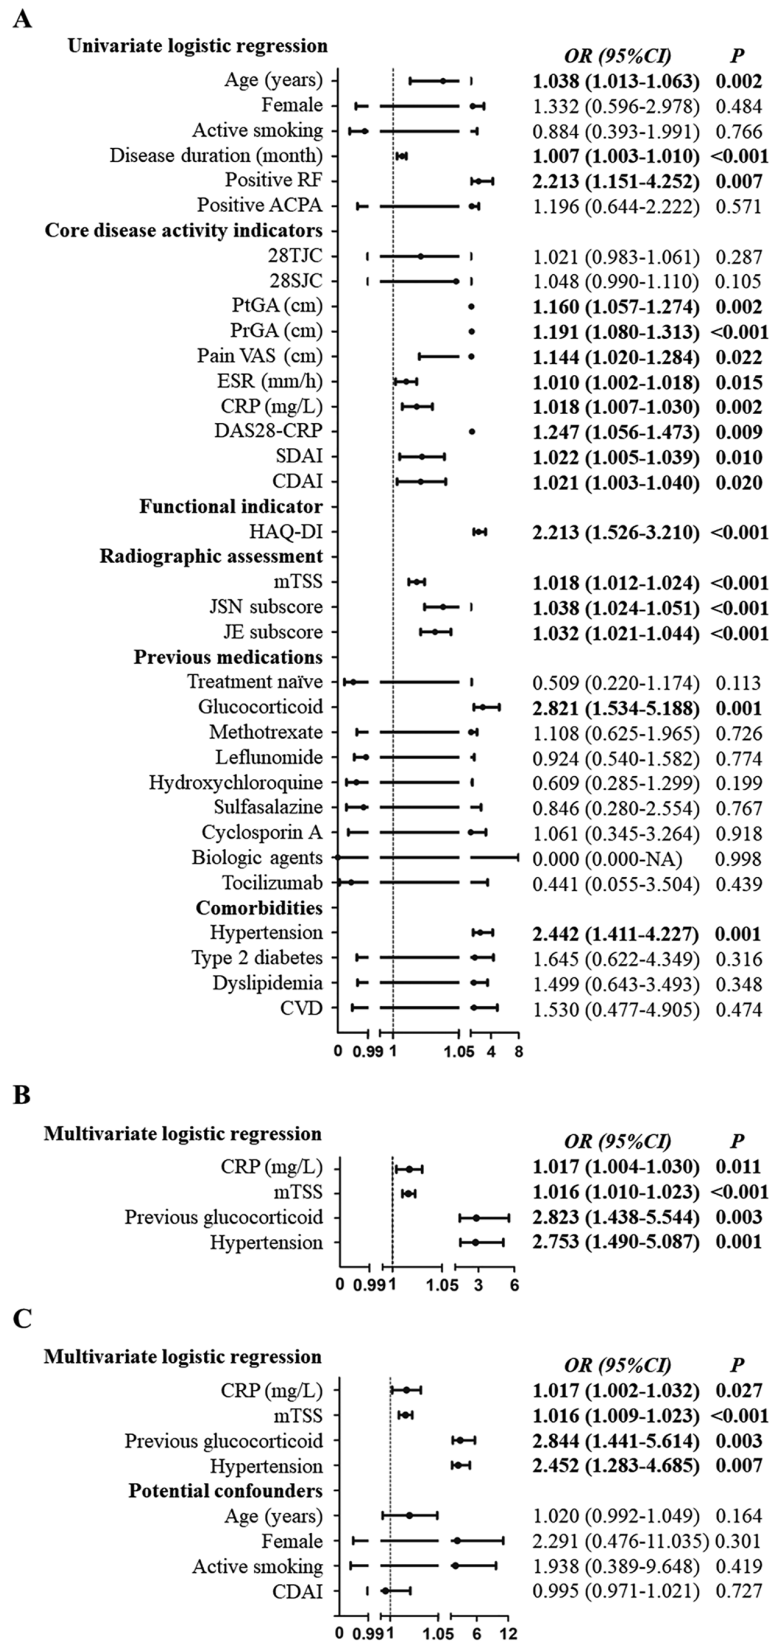 A
Univariate logistic regression OR (95%CI) P
Age (years) 1.038 (1.013-1.063) 0.002
Female 1.332 (0.596-2.978) 0.484
Active smoking 0.884 (0.393-1.991) 0.766
Disease duration (month) 1.007 (1.003-1.010) <0.001
Positive RF 2.213 (1.151-4.252) 0.007
Positive ACPA 1.196 (0.644-2.222) 0.571
Core disease activity indicators
28TJC 1.021 (0.983-1.061) 0.287
28SJC 1.048 (0.990-1.110) 0.105
PtGA (cm) 1.160 (1.057-1.274) 0.002
PrGA (cm) 1.191 (1.080-1.313) <0.001
Pain VAS (cm) 1.144 (1.020-1.284) 0.022
ESR (mm/h) 1.010 (1.002-1.018) 0.015
CRP (mg/L) 1.018 (1.007-1.030) 0.002
DAS28-CRP 1.247 (1.056-1.473) 0.009
SDAI 1.022 (1.005-1.039) 0.010
CDAI 1.021 (1.003-1.040) 0.020
Functional indicator
HAQ-DI 2.213 (1.526-3.210) <0.001
Radiographic assessment
mTSS 1.018 (1.012-1.024) <0.001
JSN subscore 1.038 (1.024-1.051) <0.001
JE subscore 1.032 (1.021-1.044) <0.001
Previous medications
Treatment naïve 0.509 (0.220-1.174) 0.113
Glucocorticoid 2.821 (1.534-5.188) 0.001
Methotrexate 1.108 (0.625-1.965) 0.726
Leflunomide 0.924 (0.540-1.582) 0.774
Hydroxychloroquine 0.609 (0.285-1.299) 0.199
Sulfasalazine 0.846 (0.280-2.554) 0.767
Cyclosporin A 1.061 (0.345-3.264) 0.918
Biologic agents 0.000 (0.000-NA) 0.998
Tocilizumab 0.441 (0.055-3.504) 0.439
Comorbidities
Hypertension 2.442 (1.411-4.227) 0.001
Type 2 diabetes 1.645 (0.622-4.349) 0.316
Dyslipidemia 1.499 (0.643-3.493) 0.348
CVD 1.530 (0.477-4.905) 0.474
0 0.99 1 1.05 4 8
B
Multivariate logistic regression OR (95%CI) P
CRP (mg/L) 1.017 (1.004-1.030) 0.011
mTSS 1.016 (1.010-1.023) <0.001
Previous glucocorticoid 2.823 (1.438-5.544) 0.003
Hypertension 2.753 (1.490-5.087) 0.001
0 0.99 1 1.05 3 6
C
Multivariate logistic regression OR (95%CI) P
CRP (mg/L) 1.017 (1.002-1.032) 0.027
mTSS 1.016 (1.009-1.023) <0.001
Previous glucocorticoid 2.844 (1.441-5.614) 0.003
Hypertension 2.452 (1.283-4.685) 0.007
Potential confounders
Age (years) 1.020 (0.992-1.049) 0.164
Female 2.291 (0.476-11.035) 0.301
Active smoking 1.938 (0.389-9.648) 0.419
CDAI 0.995 (0.971-1.021) 0.727
0 0.99 1 1.05 6 12